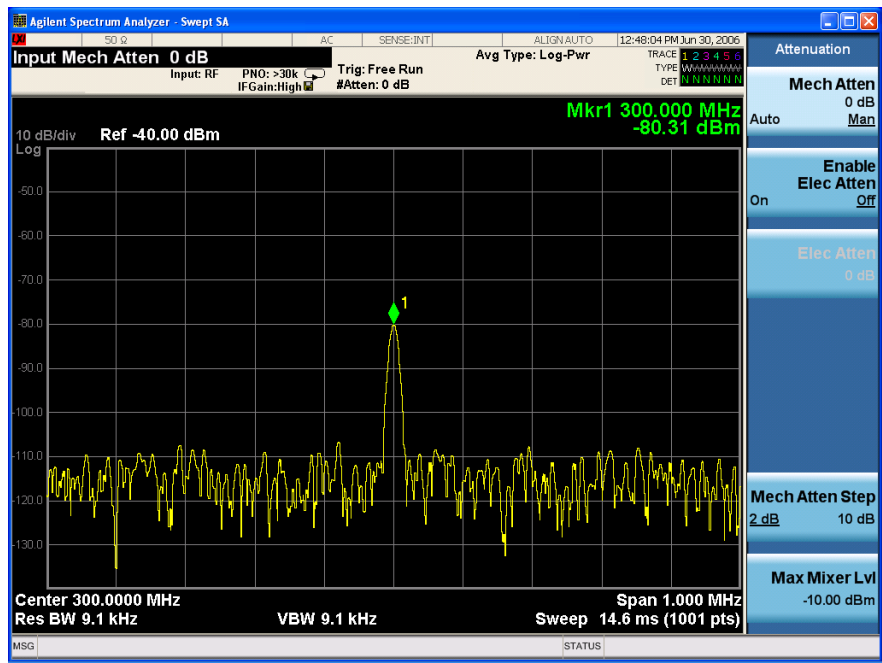 Agilent Spectrum Analyzer - Swept SA
50 Ω AC SENSE:INT ALIGN AUTO 12:48:04 PM Jun 30, 2006
Input Mech Atten 0 dB
Input: RF PNO: >30k
IFGain:High
Trig: Free Run
#Atten: 0 dB
Avg Type: Log-Pwr
TRACE 1 2 3 4 5 6
TYPE WWWWWW
DET N N N N N N
Mkr1 300.000 MHz
-80.31 dBm
10 dB/div Ref -40.00 dBm
Log
-50.0
-60.0
-70.0
1
-80.0
-90.0
-100.0
-110.0
-120.0
-130.0
Center 300.0000 MHz Span 1.000 MHz
Res BW 9.1 kHz VBW 9.1 kHz Sweep 14.6 ms (1001 pts)
MSG STATUS
Attenuation
Mech Atten
0 dB
Auto Man
Enable
Elec Atten
On Off
Elec Atten
0 dB
Mech Atten Step
2 dB 10 dB
Max Mixer Lvl
-10.00 dBm